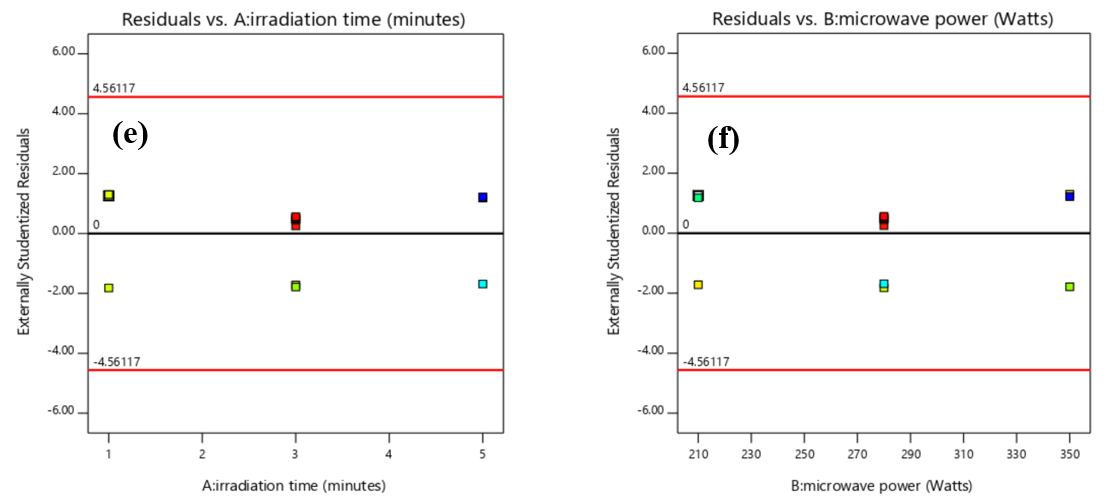 Residuals vs. A:irradiation time (minutes)
Externally Studentized Residuals
6.00
4.00
2.00
0.00
-2.00
-4.00
-6.00
4.56117
(e)
0
-4.56117
1 2 3 4 5
A:irradiation time (minutes)
Residuals vs. B:microwave power (Watts)
Externally Studentized Residuals
6.00
4.00
2.00
0.00
-2.00
-4.00
-6.00
4.56117
(f)
0
-4.56117
210 230 250 270 290 310 330 350
B:microwave power (Watts)